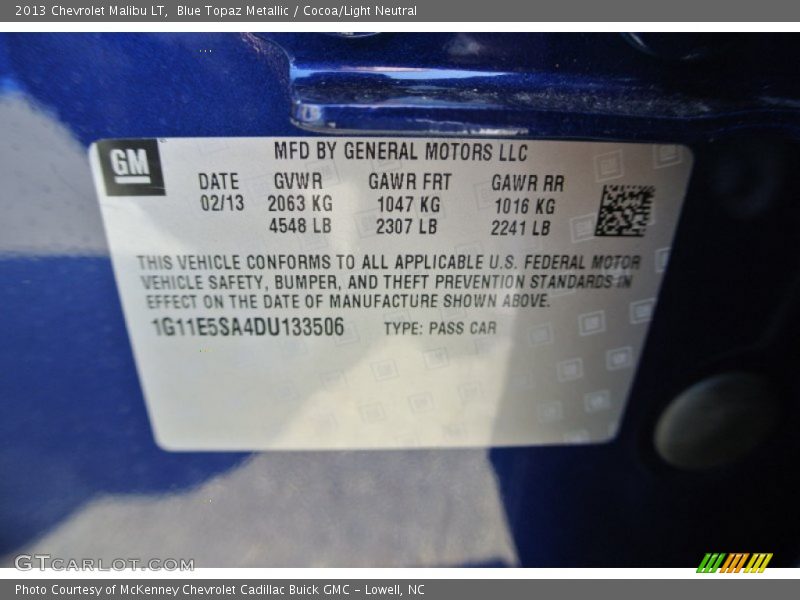 2013 Chevrolet Malibu LT, Blue Topaz Metallic / Cocoa/Light Neutral
GM
MFD BY GENERAL MOTORS LLC
DATE GVWR GAWR FRT GAWR RR
02/13 2063 KG 1047 KG 1016 KG
4548 LB 2307 LB 2241 LB
THIS VEHICLE CONFORMS TO ALL APPLICABLE U.S. FEDERAL MOTOR
VEHICLE SAFETY, BUMPER, AND THEFT PREVENTION STANDARDS IN
EFFECT ON THE DATE OF MANUFACTURE SHOWN ABOVE.
1G11E5SA4DU133506 TYPE: PASS CAR
GTCARLOT.COM
Photo Courtesy of McKenney Chevrolet Cadillac Buick GMC - Lowell, NC